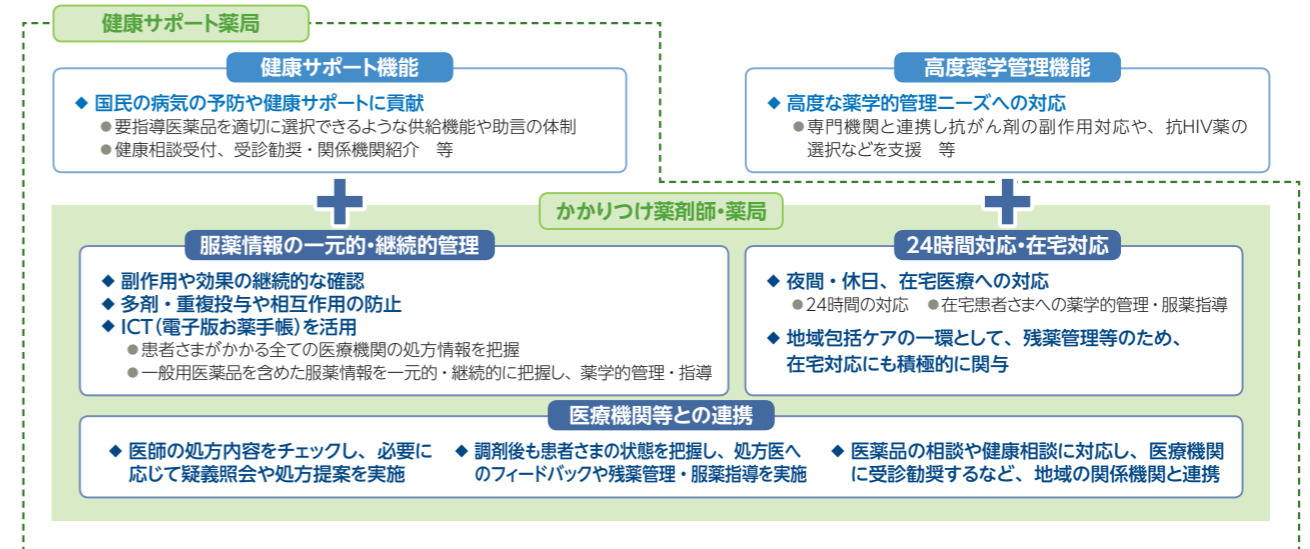 健康サポート薬局
健康サポート機能
◆ 国民の病気の予防や健康サポートに貢献
●要指導医薬品を適切に選択できるような供給機能や助言の体制
●健康相談受付、受診勧奨・関係機関紹介　等
高度薬学管理機能
◆ 高度な薬学的管理ニーズへの対応
●専門機関と連携し抗がん剤の副作用対応や、抗HIV薬の
選択などを支援　等
かかりつけ薬剤師・薬局
服薬情報の一元的・継続的管理
◆ 副作用や効果の継続的な確認
◆ 多剤・重複投与や相互作用の防止
◆ ICT（電子版お薬手帳）を活用
●患者さまがかかる全ての医療機関の処方情報を把握
●一般用医薬品を含めた服薬情報を一元的・継続的に把握し、薬学的管理・指導
24時間対応・在宅対応
◆ 夜間・休日、在宅医療への対応
●24時間の対応　●在宅患者さまへの薬学的管理・服薬指導
◆ 地域包括ケアの一環として、残薬管理等のため、
在宅対応にも積極的に関与
医療機関等との連携
◆ 医師の処方内容をチェックし、必要に
応じて疑義照会や処方提案を実施
◆ 調剤後も患者さまの状態を把握し、処方医へ
のフィードバックや残薬管理・服薬指導を実施
◆ 医薬品の相談や健康相談に対応し、医療機関
に受診勧奨するなど、地域の関係機関と連携